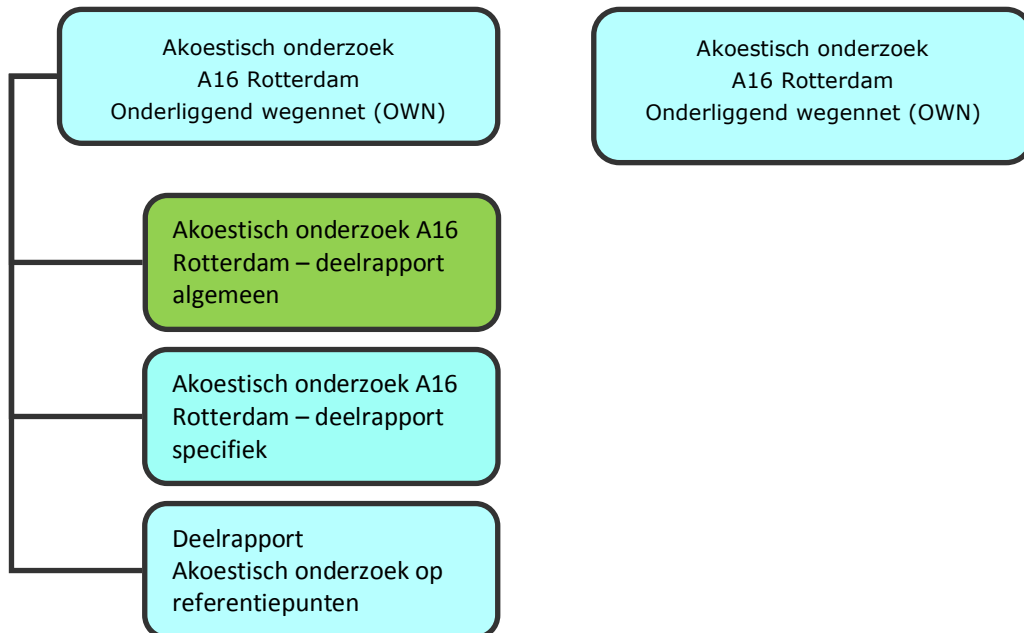 Akoestisch onderzoek
A16 Rotterdam
Onderliggend wegennet (OWN)
Akoestisch onderzoek
A16 Rotterdam
Onderliggend wegennet (OWN)
Akoestisch onderzoek A16
Rotterdam – deelrapport
algemeen
Akoestisch onderzoek A16
Rotterdam – deelrapport
specifiek
Deelrapport
Akoestisch onderzoek op
referentiepunten